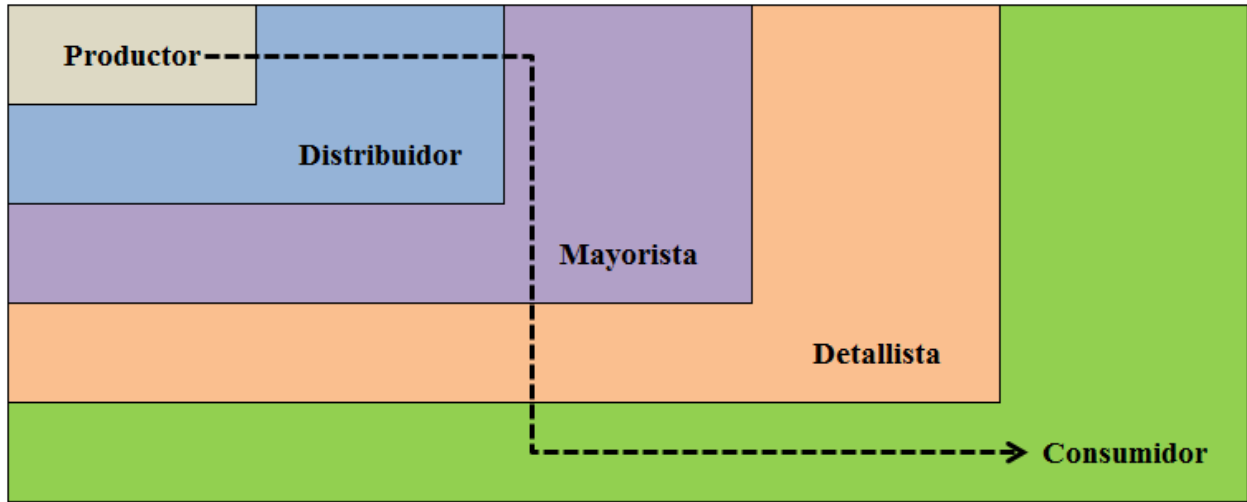 Productor
Distribuidor
Mayorista
Detallista
Consumidor